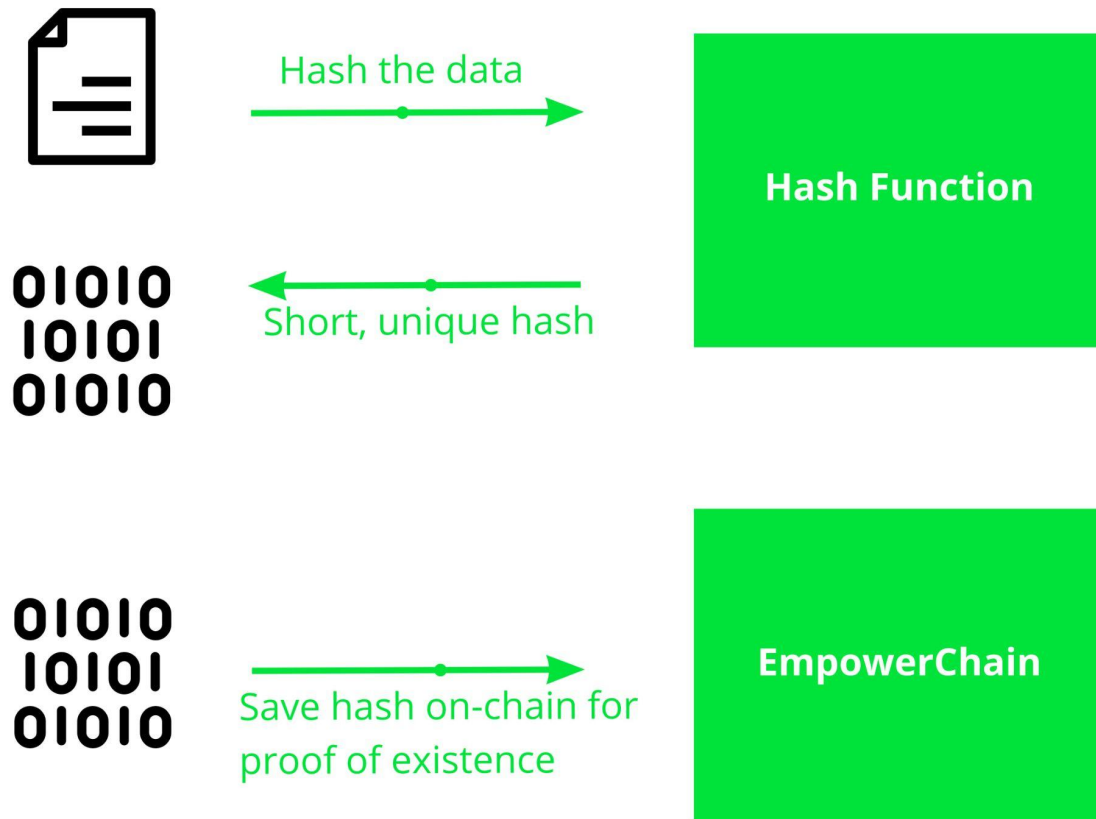 Hash the data
Hash Function
01010
10101
01010
Short, unique hash
01010
10101
01010
Save hash on-chain for
proof of existence
EmpowerChain